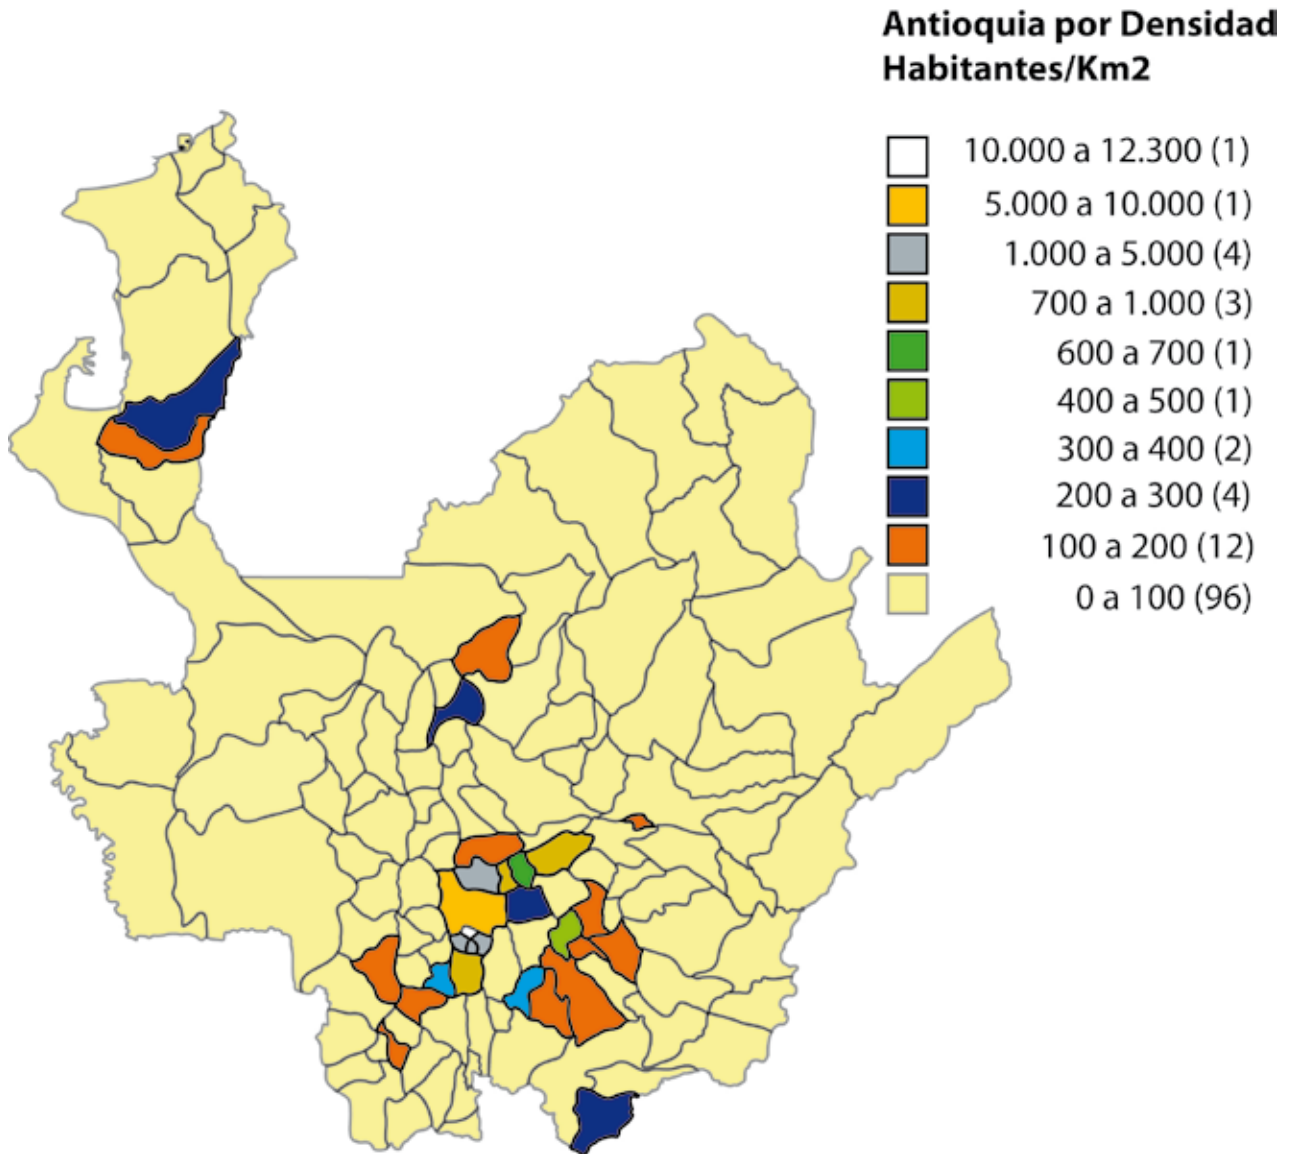 Antioquia por Densidad
Habitantes/Km2
10.000 a 12.300 (1)
5.000 a 10.000 (1)
1.000 a 5.000 (4)
700 a 1.000 (3)
600 a 700 (1)
400 a 500 (1)
300 a 400 (2)
200 a 300 (4)
100 a 200 (12)
0 a 100 (96)